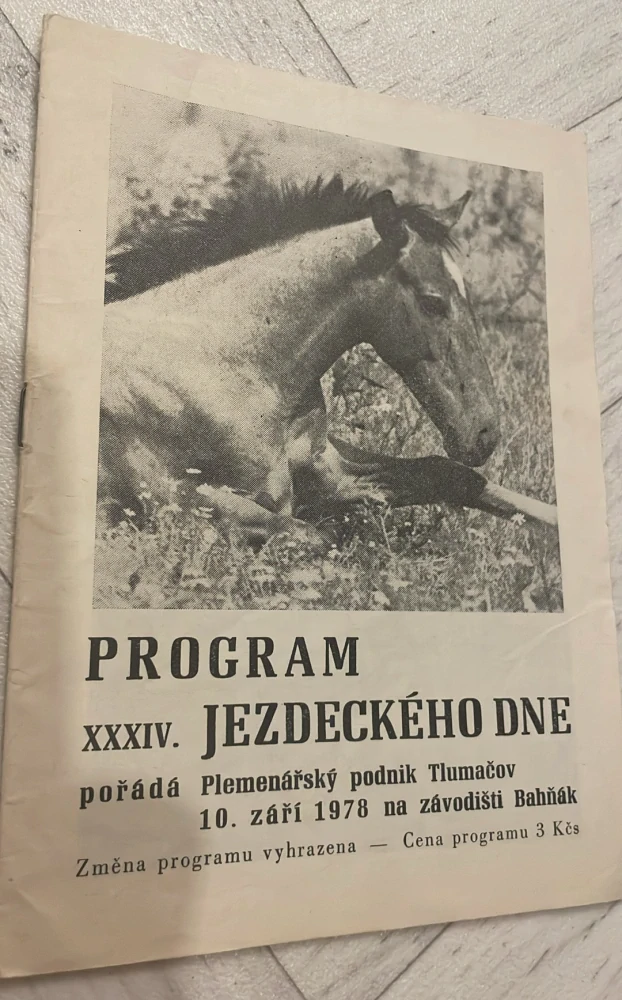 PROGRAM
XXXIV. JEZDECKÉHO DNE
pořádá Plemenářský podnik Tlumačov
10. září 1978 na závodišti Bahňák
Změna programu vyhrazena — Cena programu 3 Kčs